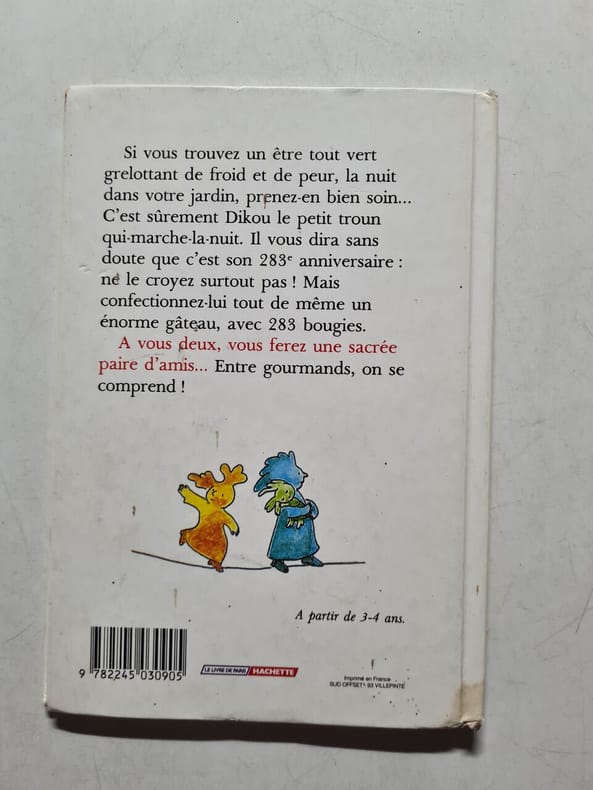 Si vous trouvez un être tout vert
grelottant de froid et de peur, la nuit
dans votre jardin, prenez-en bien soin...
C'est sûrement Dikou le petit troun
qui-marche-la-nuit. Il vous dira sans
doute que c'est son 283e anniversaire :
ne le croyez surtout pas ! Mais
confectionnez-lui tout de même un
énorme gâteau, avec 283 bougies.
A vous deux, vous ferez une sacrée
paire d'amis... Entre gourmands, on se
comprend !
A partir de 3-4 ans.
9 782245 030905
LE LIVRE DE PARIS HACHETTE
Imprimé en France
SUD OFFSET 93 VILLEPINTE